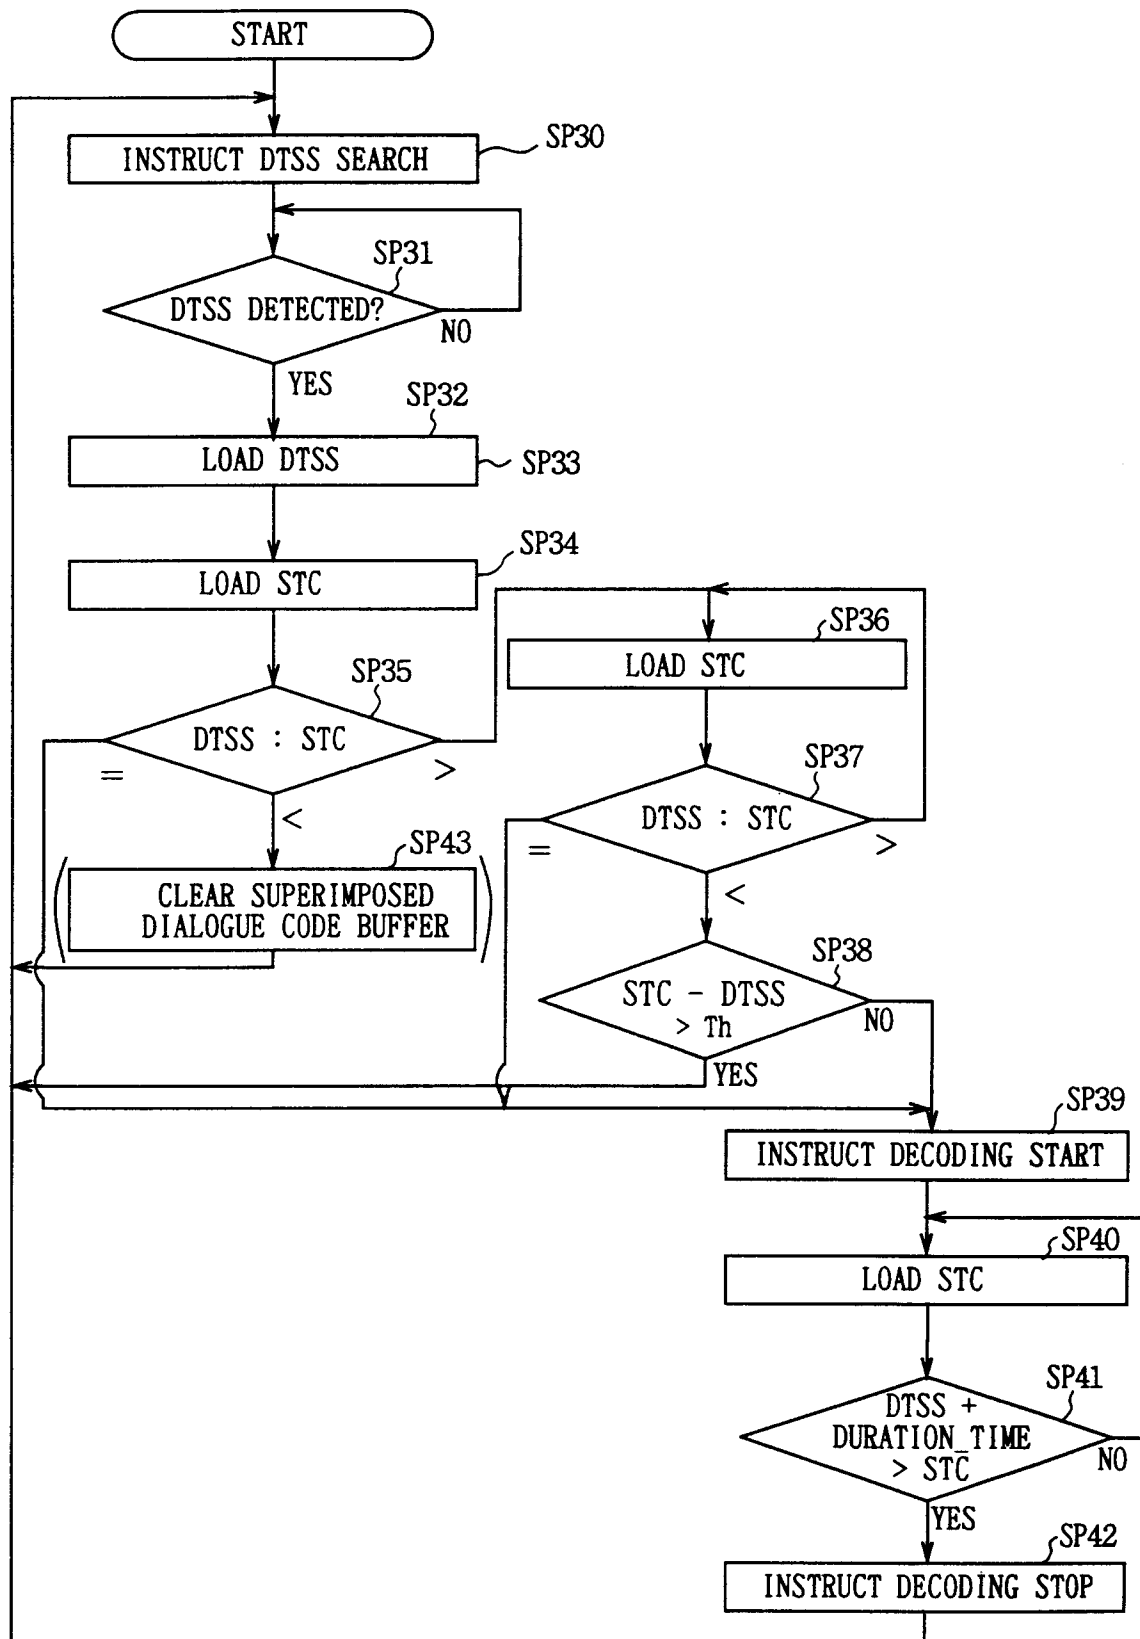 START
INSTRUCT DTSS SEARCH
SP30
SP31
DTSS DETECTED?
NO
YES
SP32
LOAD DTSS
SP33
SP34
LOAD STC
SP36
LOAD STC
SP35
DTSS : STC
=
>
<
SP37
DTSS : STC
=
>
<
SP43
CLEAR SUPERIMPOSED
DIALOGUE CODE BUFFER
SP38
STC - DTSS
> Th
NO
YES
SP39
INSTRUCT DECODING START
SP40
LOAD STC
SP41
DTSS +
DURATION_TIME
> STC
NO
YES
SP42
INSTRUCT DECODING STOP